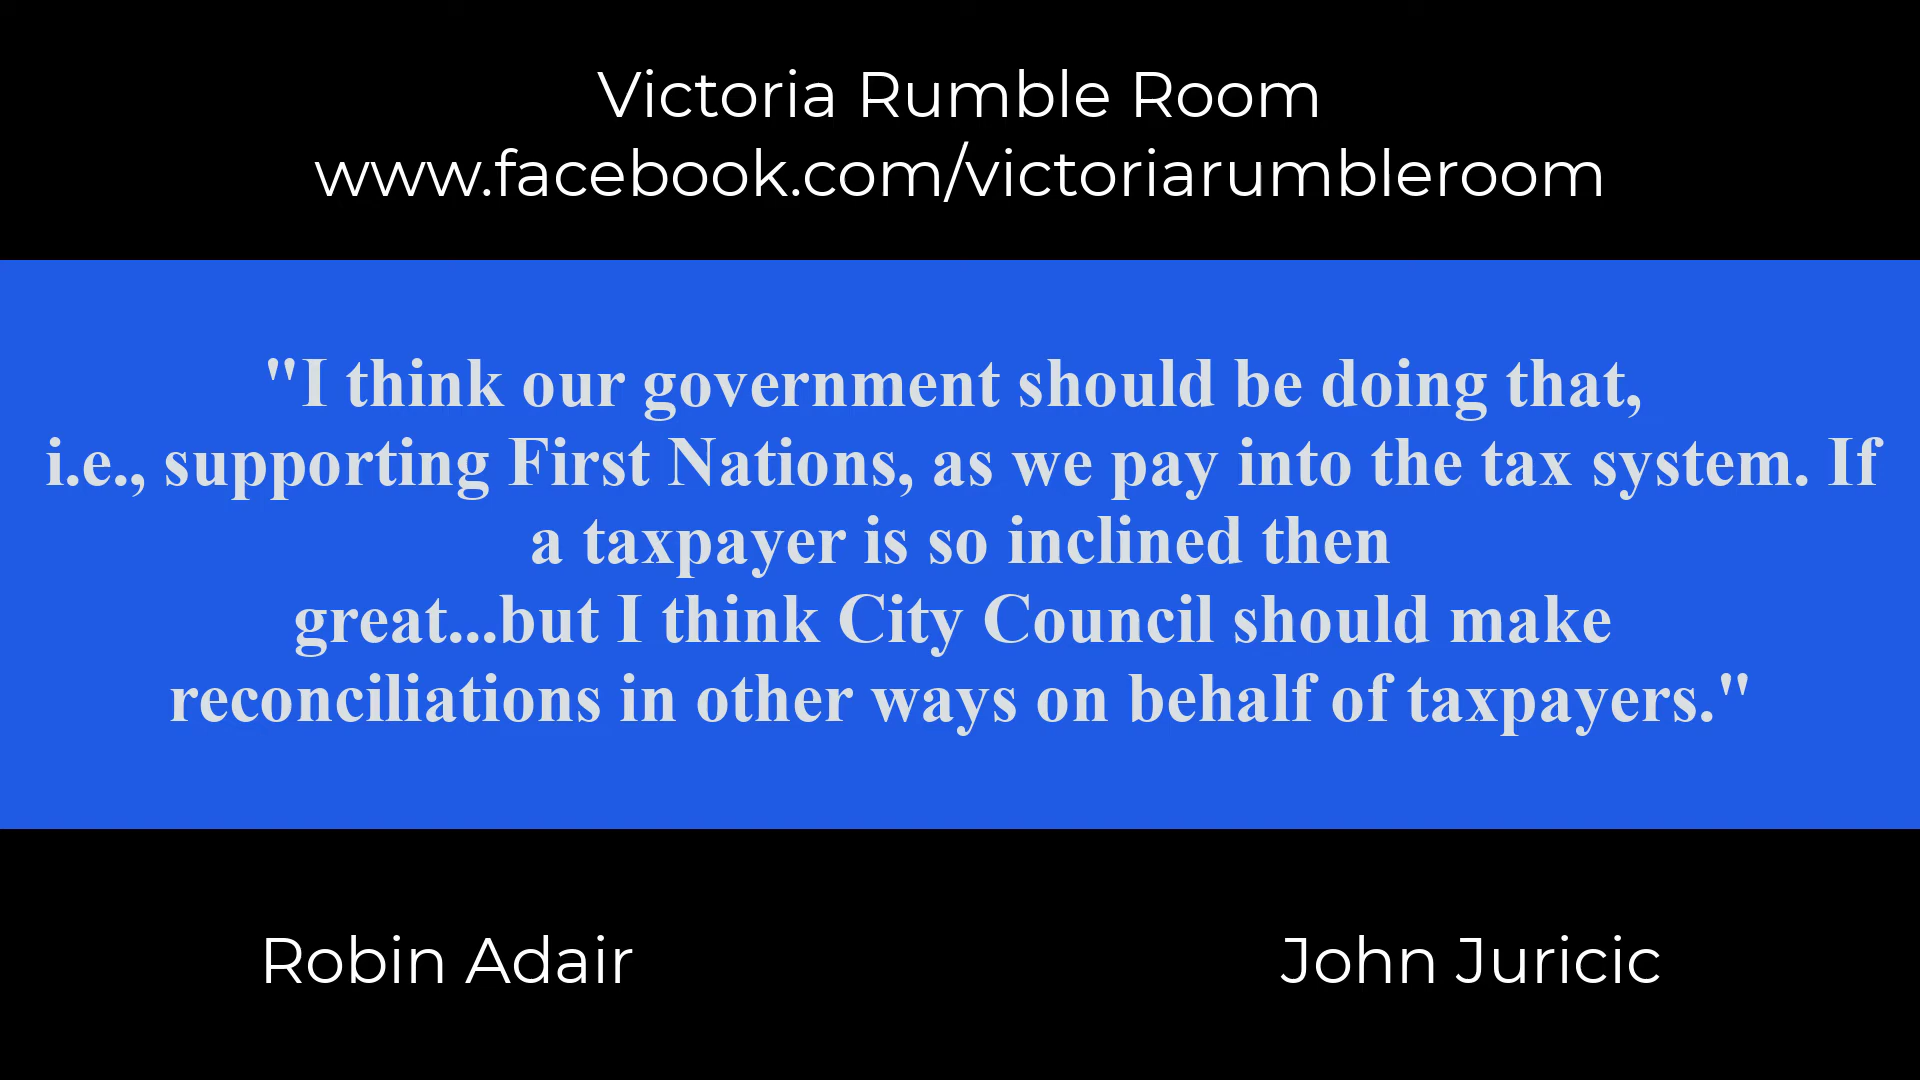 Victoria Rumble Room
www.facebook.com/victoriarumbleroom
"I think our government should be doing that,
i.e., supporting First Nations, as we pay into the tax system. If
a taxpayer is so inclined then
great...but I think City Council should make
reconciliations in other ways on behalf of taxpayers."
Robin Adair
John Juricic